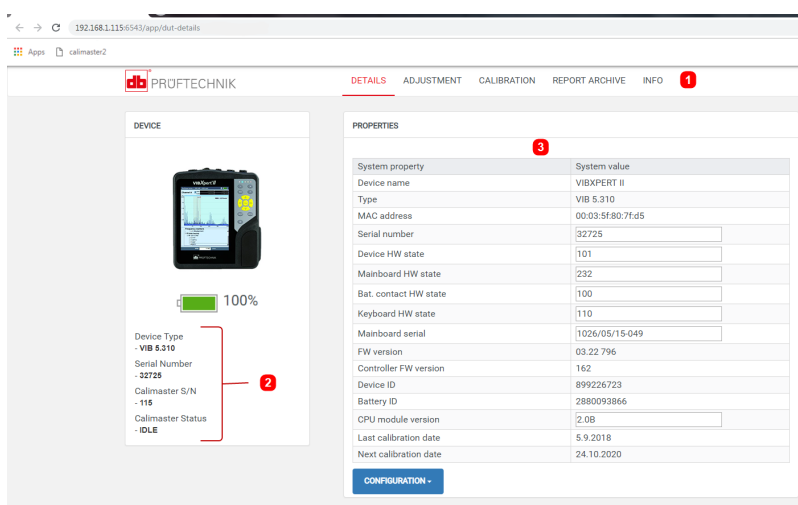 192.168.1.115:6543/app/dut-details
Apps calimaster2
db PRÜFTECHNIK DETAILS ADJUSTMENT CALIBRATION REPORT ARCHIVE INFO 1
DEVICE
VIBXpert II
100%
Device Type
- VIB 5.310
Serial Number
- 32725
Calimaster S/N
- 115
Calimaster Status
- IDLE
2
PROPERTIES
3
System property System value
Device name VIBXPERT II
Type VIB 5.310
MAC address 00:03:5f:80:7f:d5
Serial number 32725
Device HW state 101
Mainboard HW state 232
Bat. contact HW state 100
Keyboard HW state 110
Mainboard serial 1026/05/15-049
FW version 03.22 796
Controller FW version 162
Device ID 899226723
Battery ID 2880093866
CPU module version 2.0B
Last calibration date 5.9.2018
Next calibration date 24.10.2020
CONFIGURATION